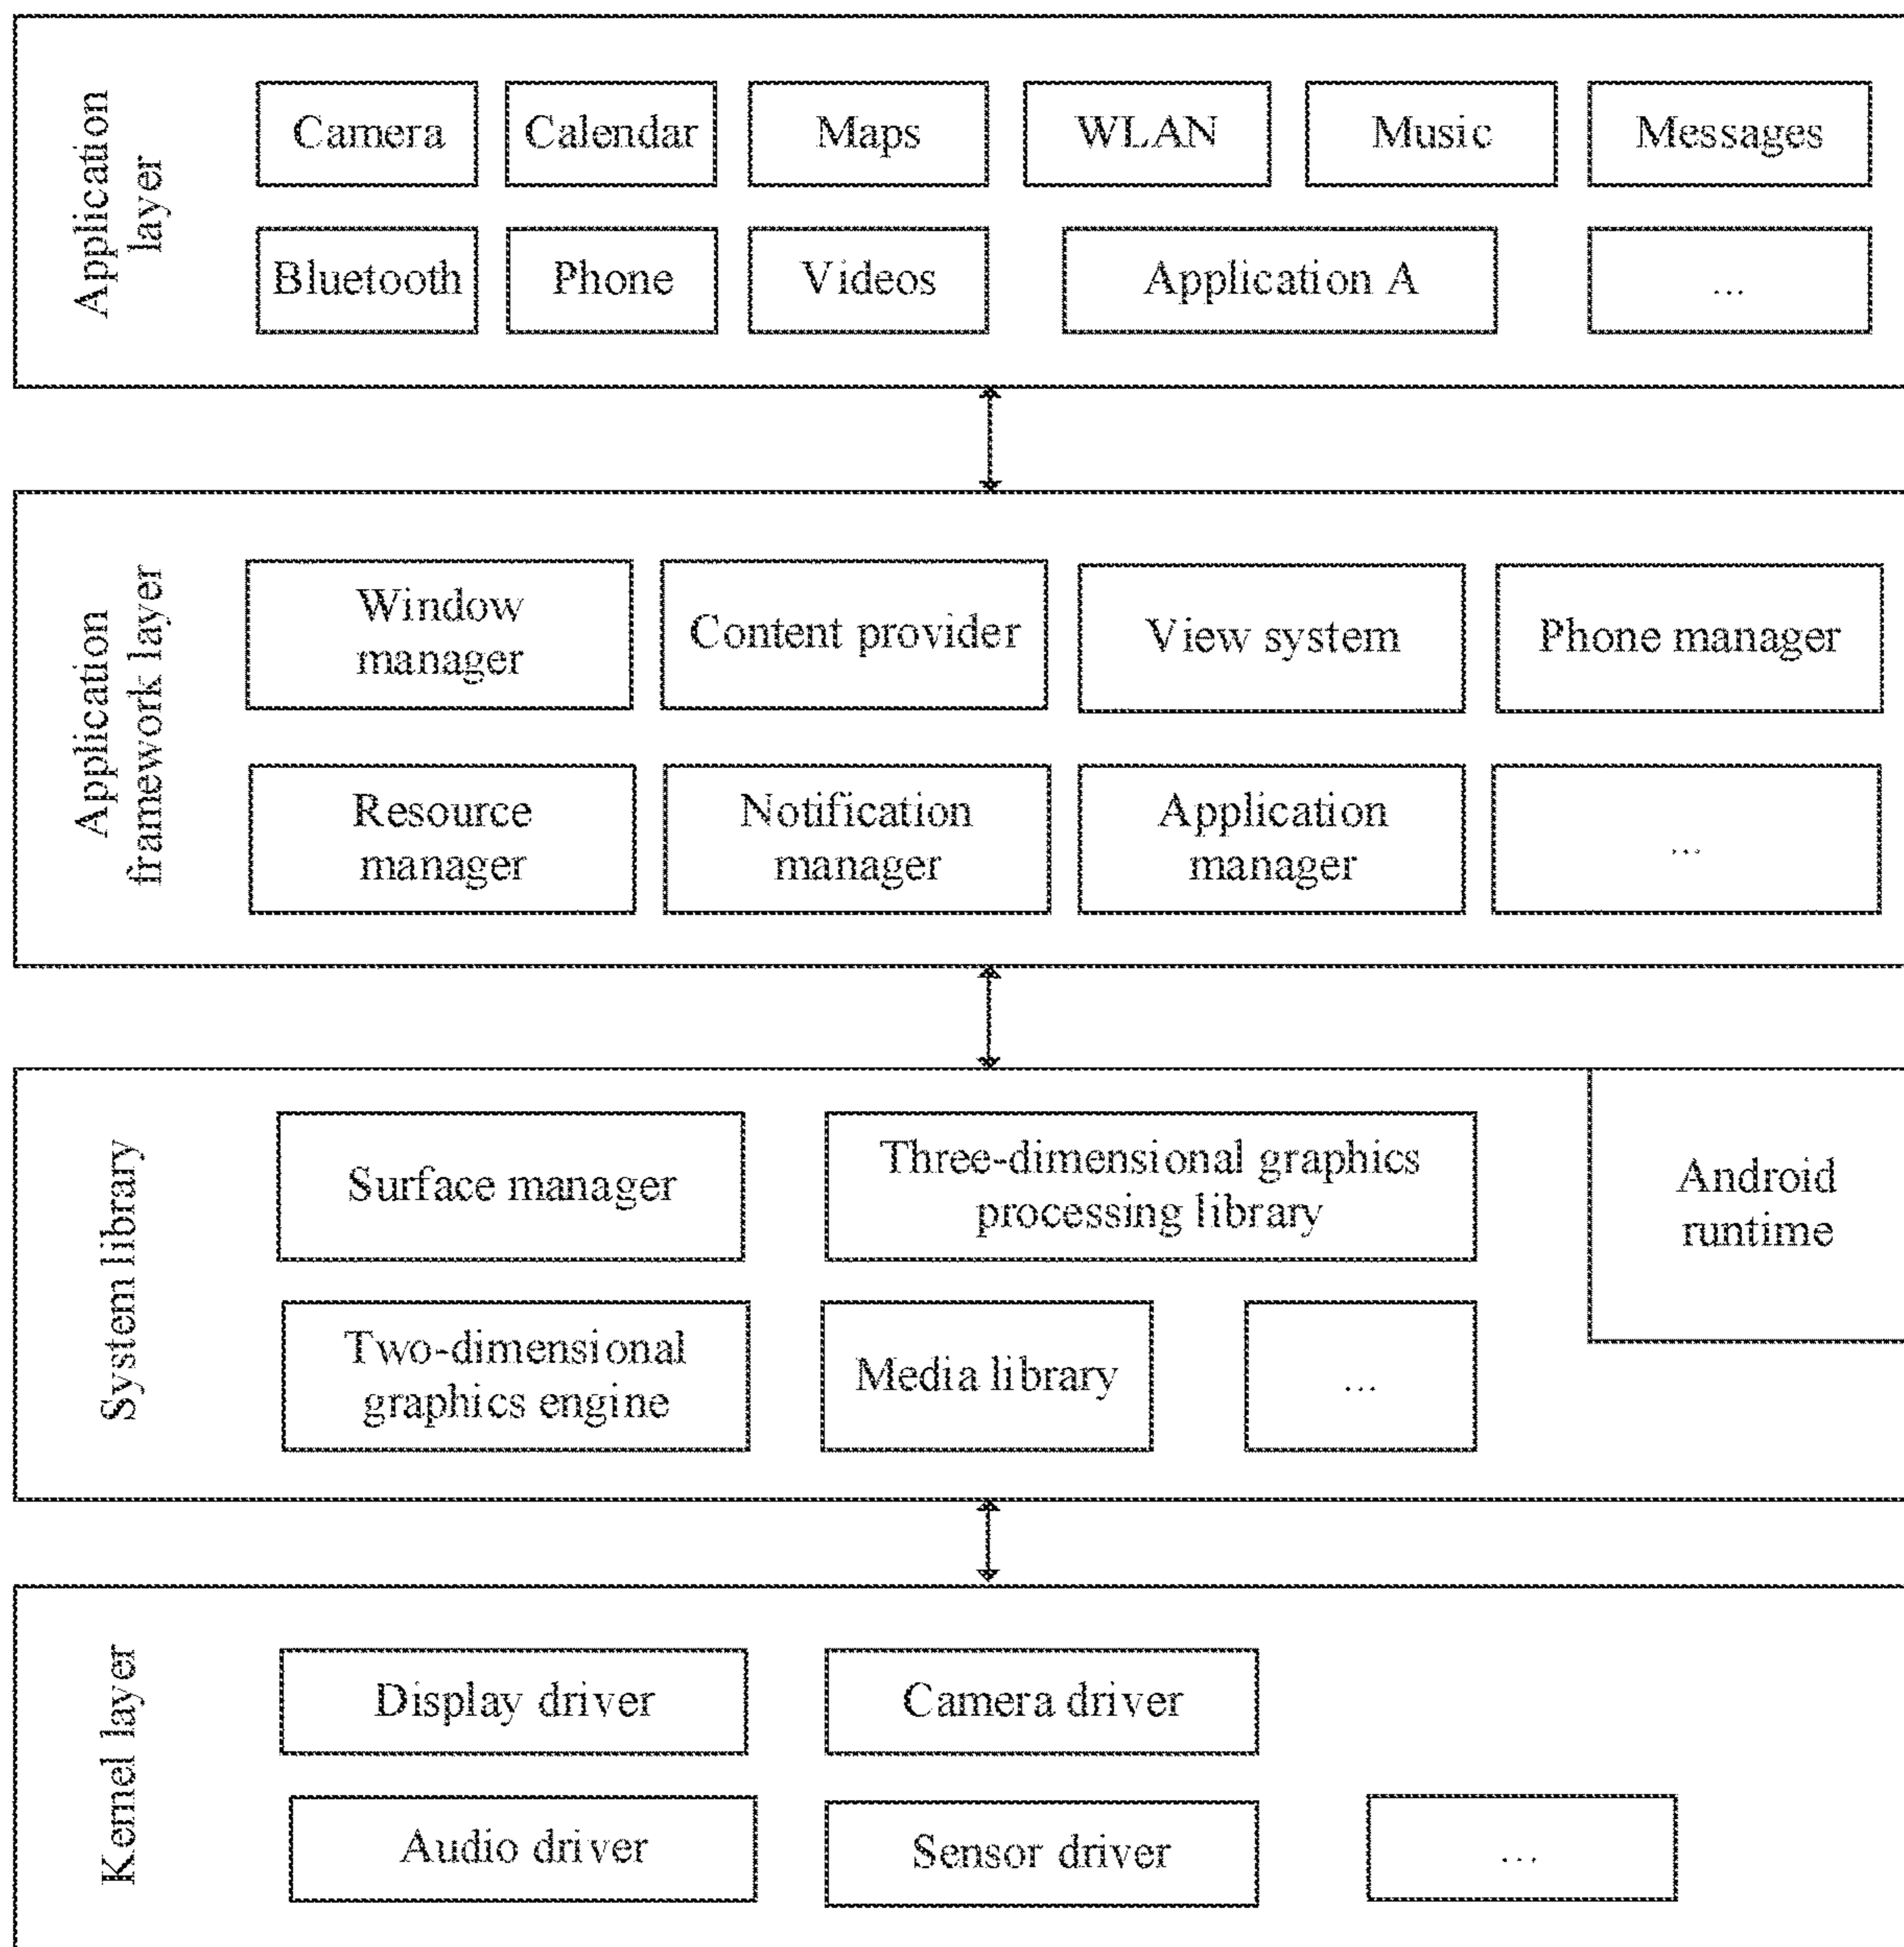 Application
layer
Camera
Calendar
Maps
WLAN
Music
Messages
Bluetooth
Phone
Videos
Application A
...
Application
framework layer
Window
manager
Content provider
View system
Phone manager
Resource
manager
Notification
manager
Application
manager
...
System library
Surface manager
Three-dimensional graphics
processing library
Android
runtime
Two-dimensional
graphics engine
Media library
...
Kernel layer
Display driver
Camera driver
Audio driver
Sensor driver
...